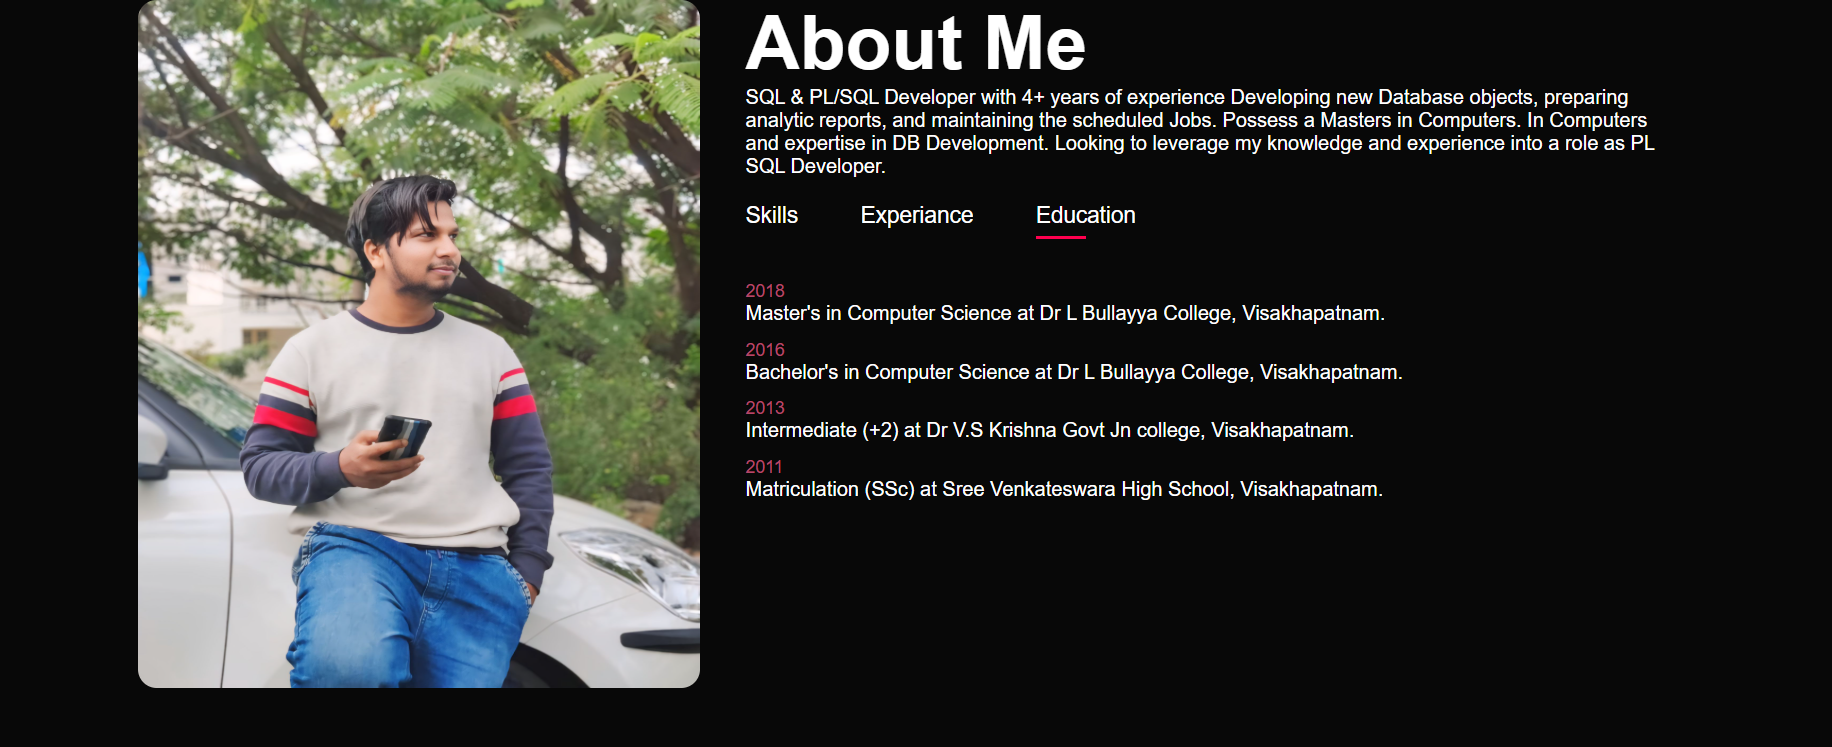 About Me
SQL & PL/SQL Developer with 4+ years of experience Developing new Database objects, preparing
analytic reports, and maintaining the scheduled Jobs. Possess a Masters in Computers. In Computers
and expertise in DB Development. Looking to leverage my knowledge and experience into a role as PL
SQL Developer.
Skills Experiance Education
2018
Master's in Computer Science at Dr L Bullayya College, Visakhapatnam.
2016
Bachelor's in Computer Science at Dr L Bullayya College, Visakhapatnam.
2013
Intermediate (+2) at Dr V.S Krishna Govt Jn college, Visakhapatnam.
2011
Matriculation (SSc) at Sree Venkateswara High School, Visakhapatnam.